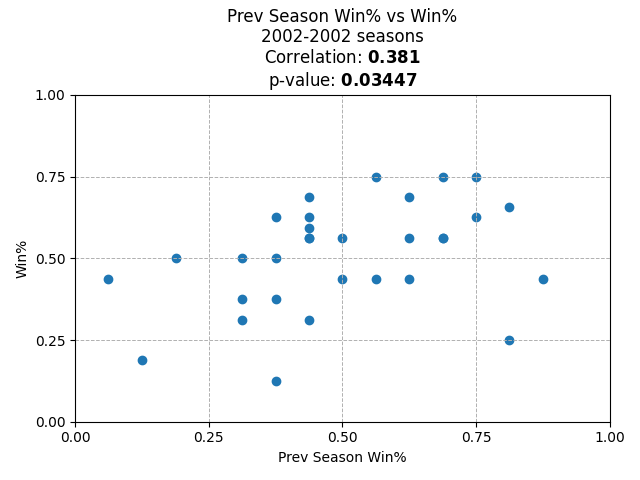 Prev Season Win% vs Win%
2002-2002 seasons
Correlation: 0.381
p-value: 0.03447
1.00
0.75
0.50
0.25
0.00
Win%
0.00 0.25 0.50 0.75 1.00
Prev Season Win%